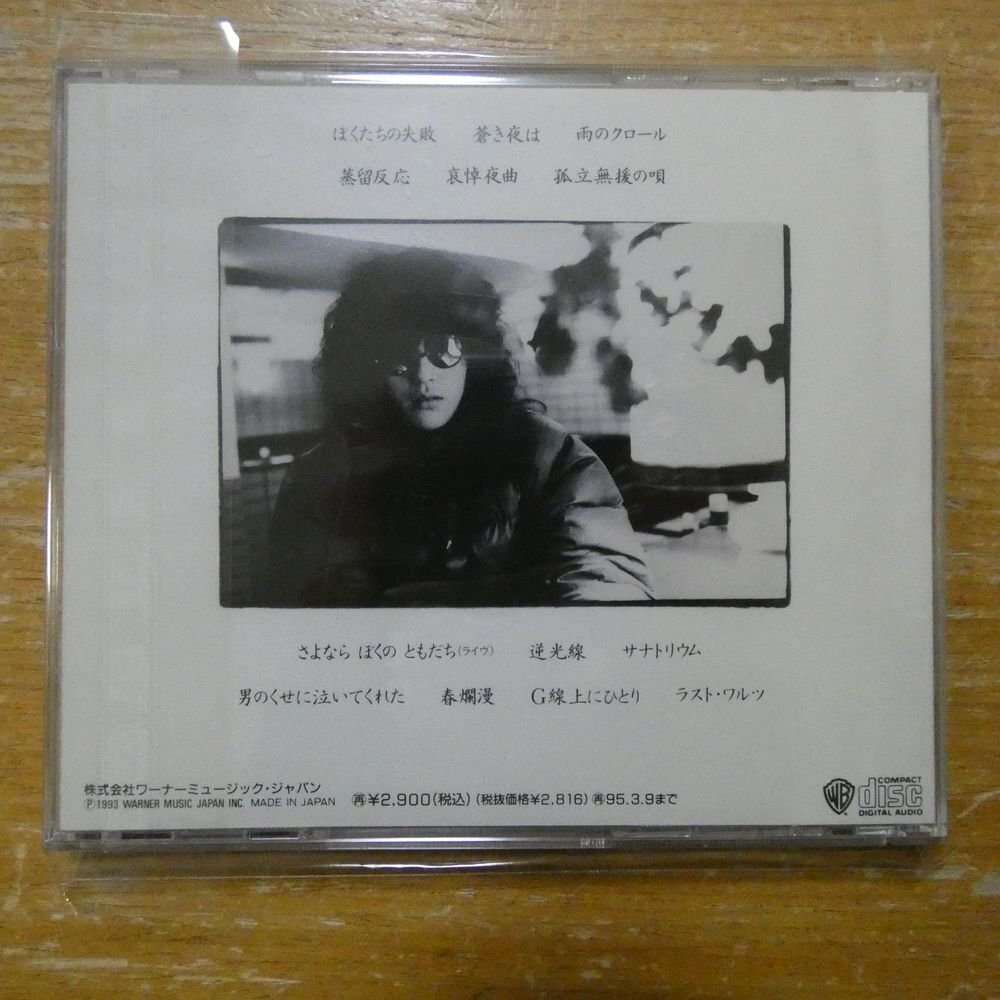 ぼくたちの失敗 蒼き夜は 雨のクロール
蒸留反応 哀悼夜曲 孤立無援の唄
さよなら ぼくの ともだち(ライヴ) 逆光線 サナトリウム
男のくせに泣いてくれた 春爛漫 G線上にひとり ラスト・ワルツ
株式会社ワーナーミュージック・ジャパン
Ⓟ1993 WARNER MUSIC JAPAN INC. MADE IN JAPAN ㊢¥2,900(税込) (税抜価格¥2,816) ㊢95.3.9まで
WB
COMPACT
disc
DIGITAL AUDIO